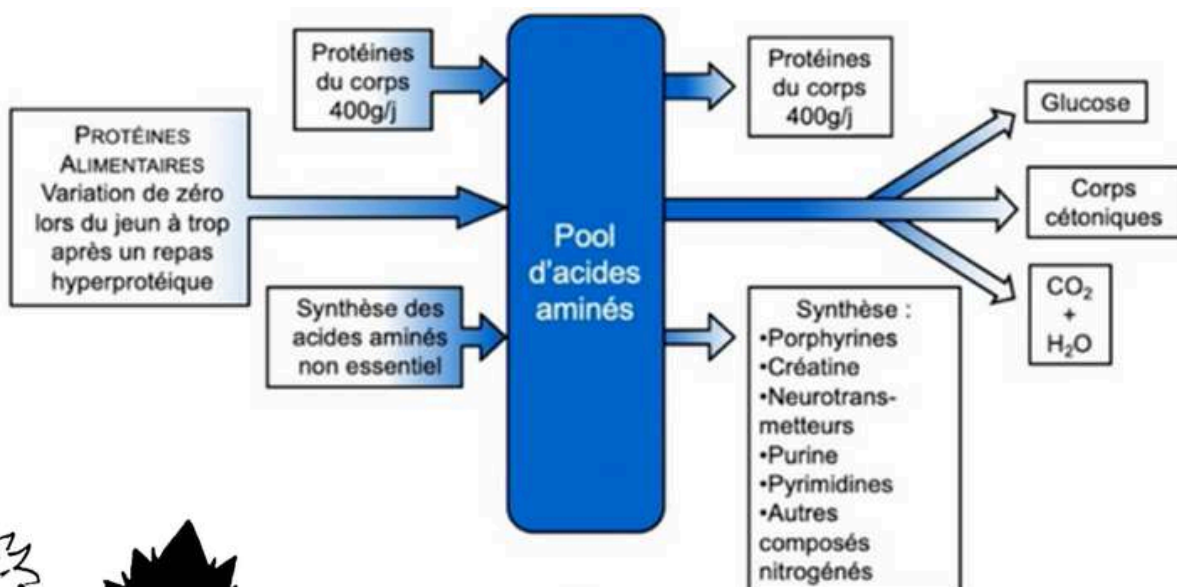 Protéines
du corps
400g/j
PROTÉINES
ALIMENTAIRES
Variation de zéro
lors du jeun à trop
après un repas
hyperprotéique
Synthèse des
acides aminés
non essentiel
Pool
d'acides
aminés
Protéines
du corps
400g/j
Glucose
Corps
cétoniques
CO₂
+
H₂O
Synthèse :
•Porphyrines
•Créatine
•Neurotrans-
metteurs
•Purine
•Pyrimidines
•Autres
composés
nitrogénés